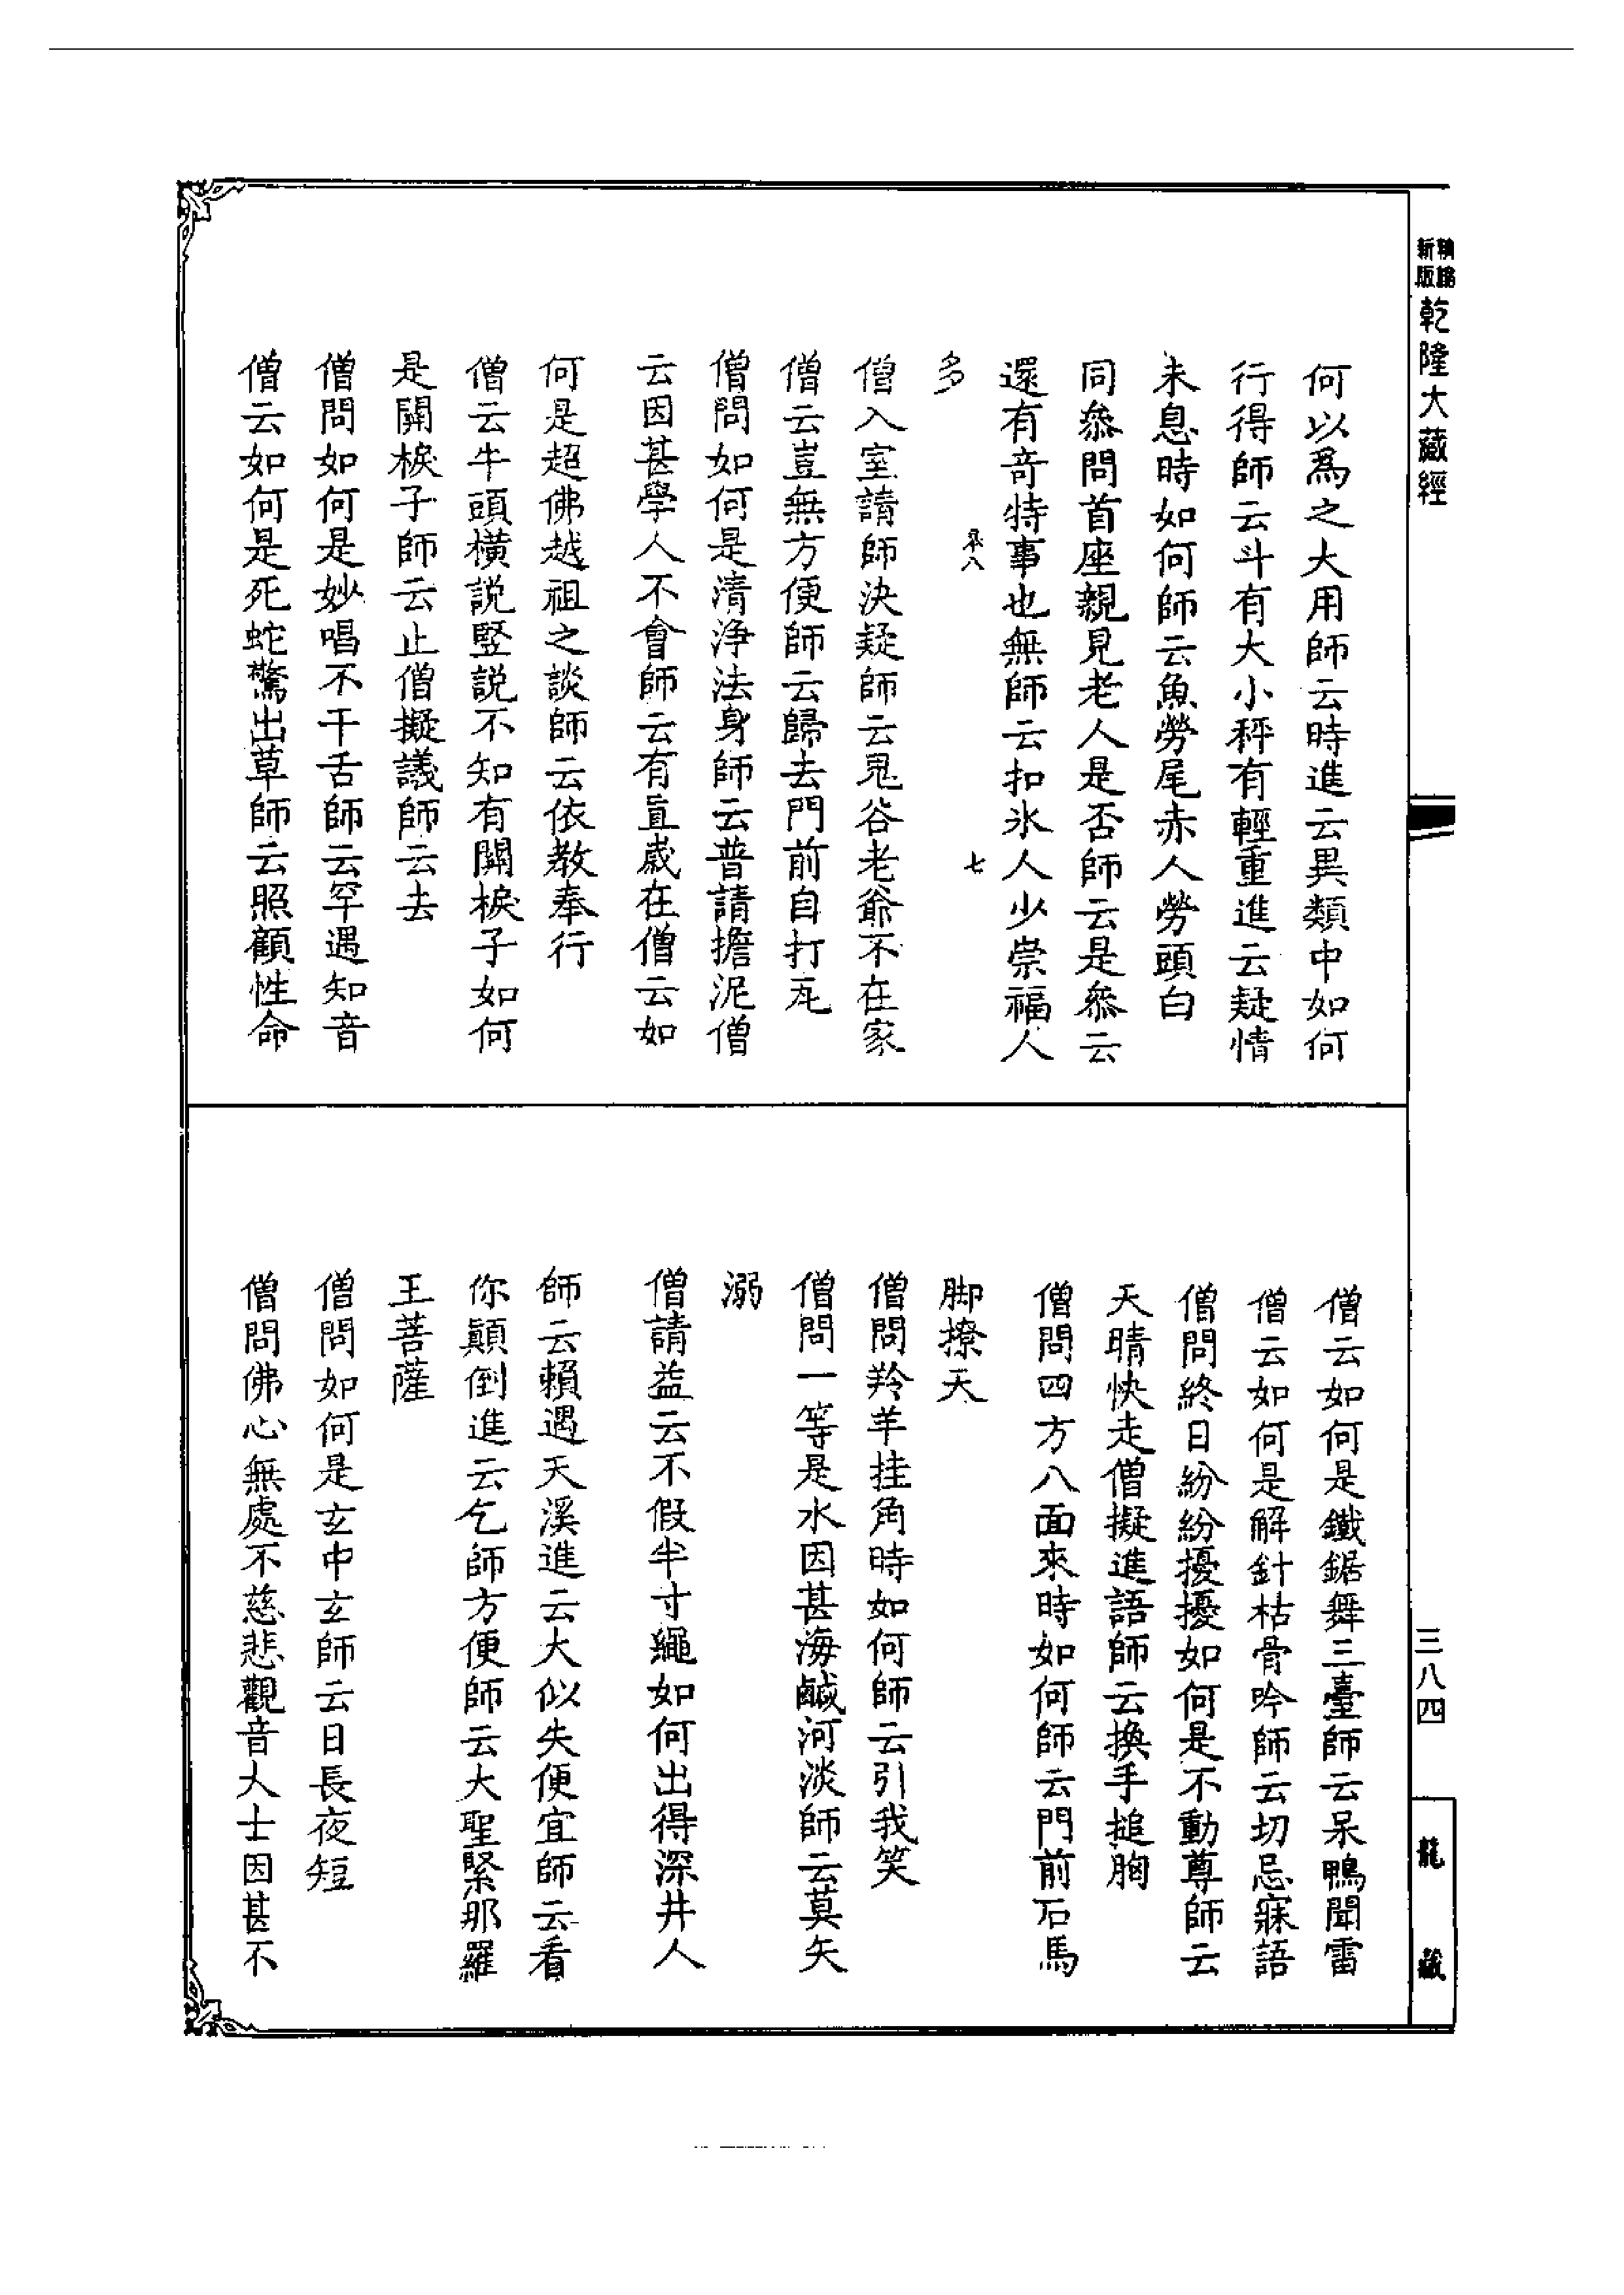 新版
精縮
乾隆大藏經
三八四
龍藏
何以爲之大用師云時進云異類中如何
行得師云斗有大小秤有輕重進云疑情
未息時如何師云魚勞尾赤人勞頭白
同叅問首座親見老人是否師云是叅云
還有奇特事也無師云扣氷人少崇福人
多
七
僧入室請師決疑師云鬼谷老爺不在家
僧云豈無方便師云歸去門前自打瓦
僧問如何是清淨法身師云普請擔泥僧
云因甚學人不會師云有直歲在僧云如
何是超佛越祖之談師云依教奉行
僧云牛頭橫說竪說不知有關棙子如何
是關棙子師云止僧擬議師云去
僧問如何是妙唱不干舌師云罕遇知音
僧云如何是死蛇驚出草師云照顧性命
僧云如何是鐵鋸舞三臺師云呆鴨聞雷
僧云如何是解針枯骨吟師云切忌寐語
僧問終日紛紛擾擾如何是不動尊師云
天晴快走僧擬進語師云換手搥胸
僧問四方八面來時如何師云門前石馬
脚撩天
僧問羚羊挂角時如何師云引我笑
僧問一等是水因甚海鹹河淡師云莫矢
溺
僧請益云不假半寸繩如何出得深井人
師云賴遇天溪進云大似失便宜師云看
你顛倒進云乞師方便師云大聖緊那羅
王菩薩
僧問如何是玄中玄師云日長夜短
僧問佛心無處不慈悲觀音大士因甚不